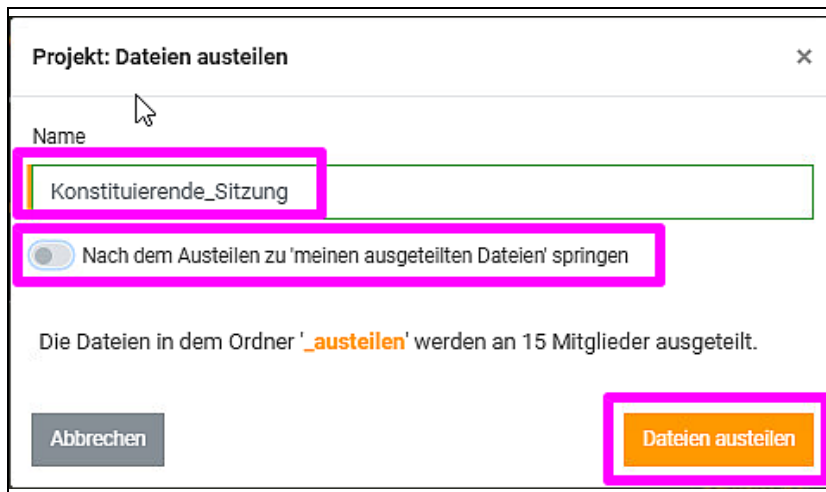 Projekt: Dateien austeilen
×
Name
Konstituierende_Sitzung
Nach dem Austeilen zu 'meinen ausgeteilten Dateien' springen
Die Dateien in dem Ordner '_austeilen' werden an 15 Mitglieder ausgeteilt.
Abbrechen
Dateien austeilen